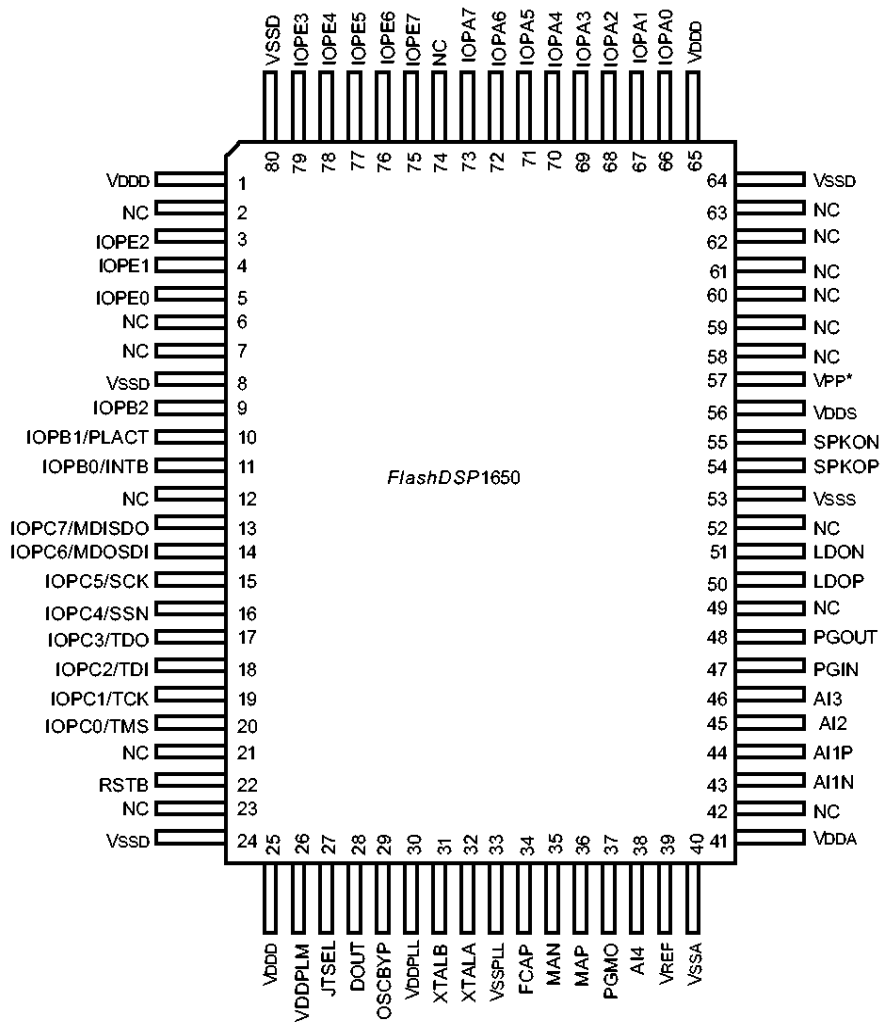 VSSD
IOPE3
IOPE4
IOPE5
IOPE6
IOPE7
NC
IOPA7
IOPA6
IOPA5
IOPA4
IOPA3
IOPA2
IOPA1
IOPA0
VDDD
80 79 78 77 76 75 74 73 72 71 70 69 68 67 66 65
VDDD 1
NC 2
IOPE2 3
IOPE1 4
IOPE0 5
NC 6
NC 7
VSSD 8
IOPB2 9
IOPB1/PLACT 10
IOPB0/INTB 11
NC 12
IOPC7/MDISDO 13
IOPC6/MDOSDI 14
IOPC5/SCK 15
IOPC4/SSN 16
IOPC3/TDO 17
IOPC2/TDI 18
IOPC1/TCK 19
IOPC0/TMS 20
NC 21
RSTB 22
NC 23
VSSD 24
FlashDSP1650
64 VSSD
63 NC
62 NC
61 NC
60 NC
59 NC
58 NC
57 VPP*
56 VDDS
55 SPKON
54 SPKOP
53 VSSS
52 NC
51 LDON
50 LDOP
49 NC
48 PGOUT
47 PGIN
46 AI3
45 AI2
44 AI1P
43 AI1N
42 NC
41 VDDA
25 26 27 28 29 30 31 32 33 34 35 36 37 38 39 40
VDDD
VDDPLM
JTSEL
DOUT
OSCBYP
VDDPLL
XTALB
XTALA
VSSPLL
FCAP
MAN
MAP
PGMO
AI4
VREF
VSSA